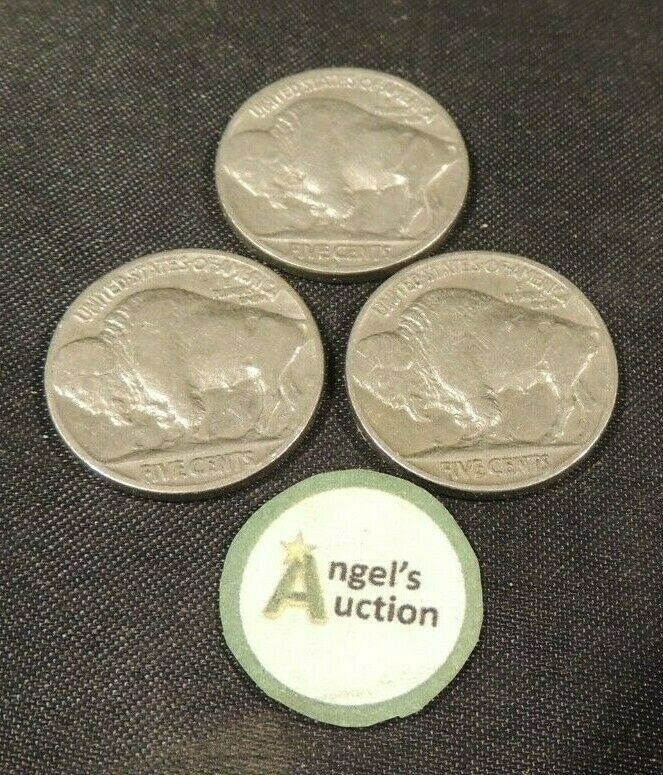 UNITED STATES OF AMERICA
FIVE CENTS
UNITED STATES OF AMERICA
FIVE CENTS
UNITED STATES OF AMERICA
FIVE CENTS
Angel's
Auction